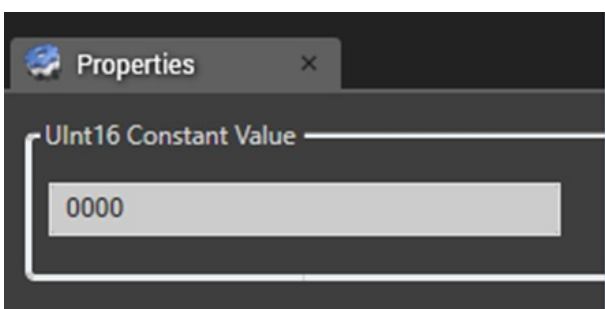 Properties ×
UInt16 Constant Value
0000